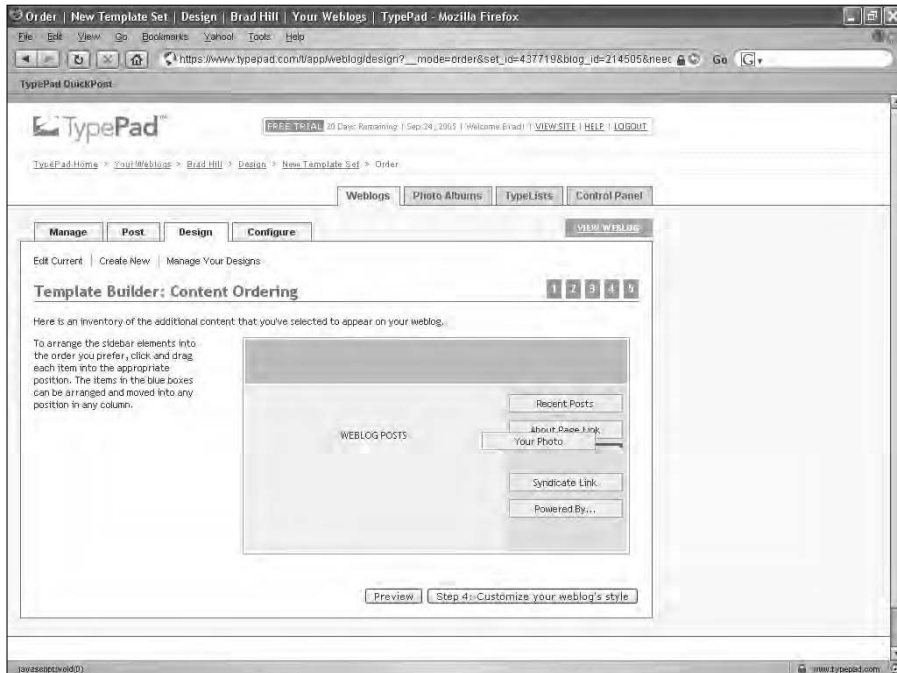 Order | New Template Set | Design | Brad Hill | Your Weblogs | TypePad - Mozilla Firefox
File Edit View Go Bookmarks Yahoo! Tools Help
https://www.typepad.com/t/app/weblog/design?__mode=order&set_id=437719&blog_id=214505&neec Go G
TypePad QuickPost
TypePad™
FREE TRIAL 20 Days Remaining | Sep 24, 2005 | Welcome Brad! | VIEW SITE | HELP | LOGOUT
TypePad Home > Your Weblogs > Brad Hill > Design > New Template Set > Order
Weblogs Photo Albums TypeLists Control Panel
Manage Post Design Configure VIEW WEBLOG
Edit Current | Create New | Manage Your Designs
Template Builder: Content Ordering 1 2 3 4 5
Here is an inventory of the additional content that you've selected to appear on your weblog.
To arrange the sidebar elements into
the order you prefer, click and drag
each item into the appropriate
position. The items in the blue boxes
can be arranged and moved into any
position in any column.
Recent Posts
About Page Link
WEBLOG POSTS
Your Photo
Syndicate Link
Powered By...
Preview Step 4: Customize your weblog's style
javascript:void(0) www.typepad.com